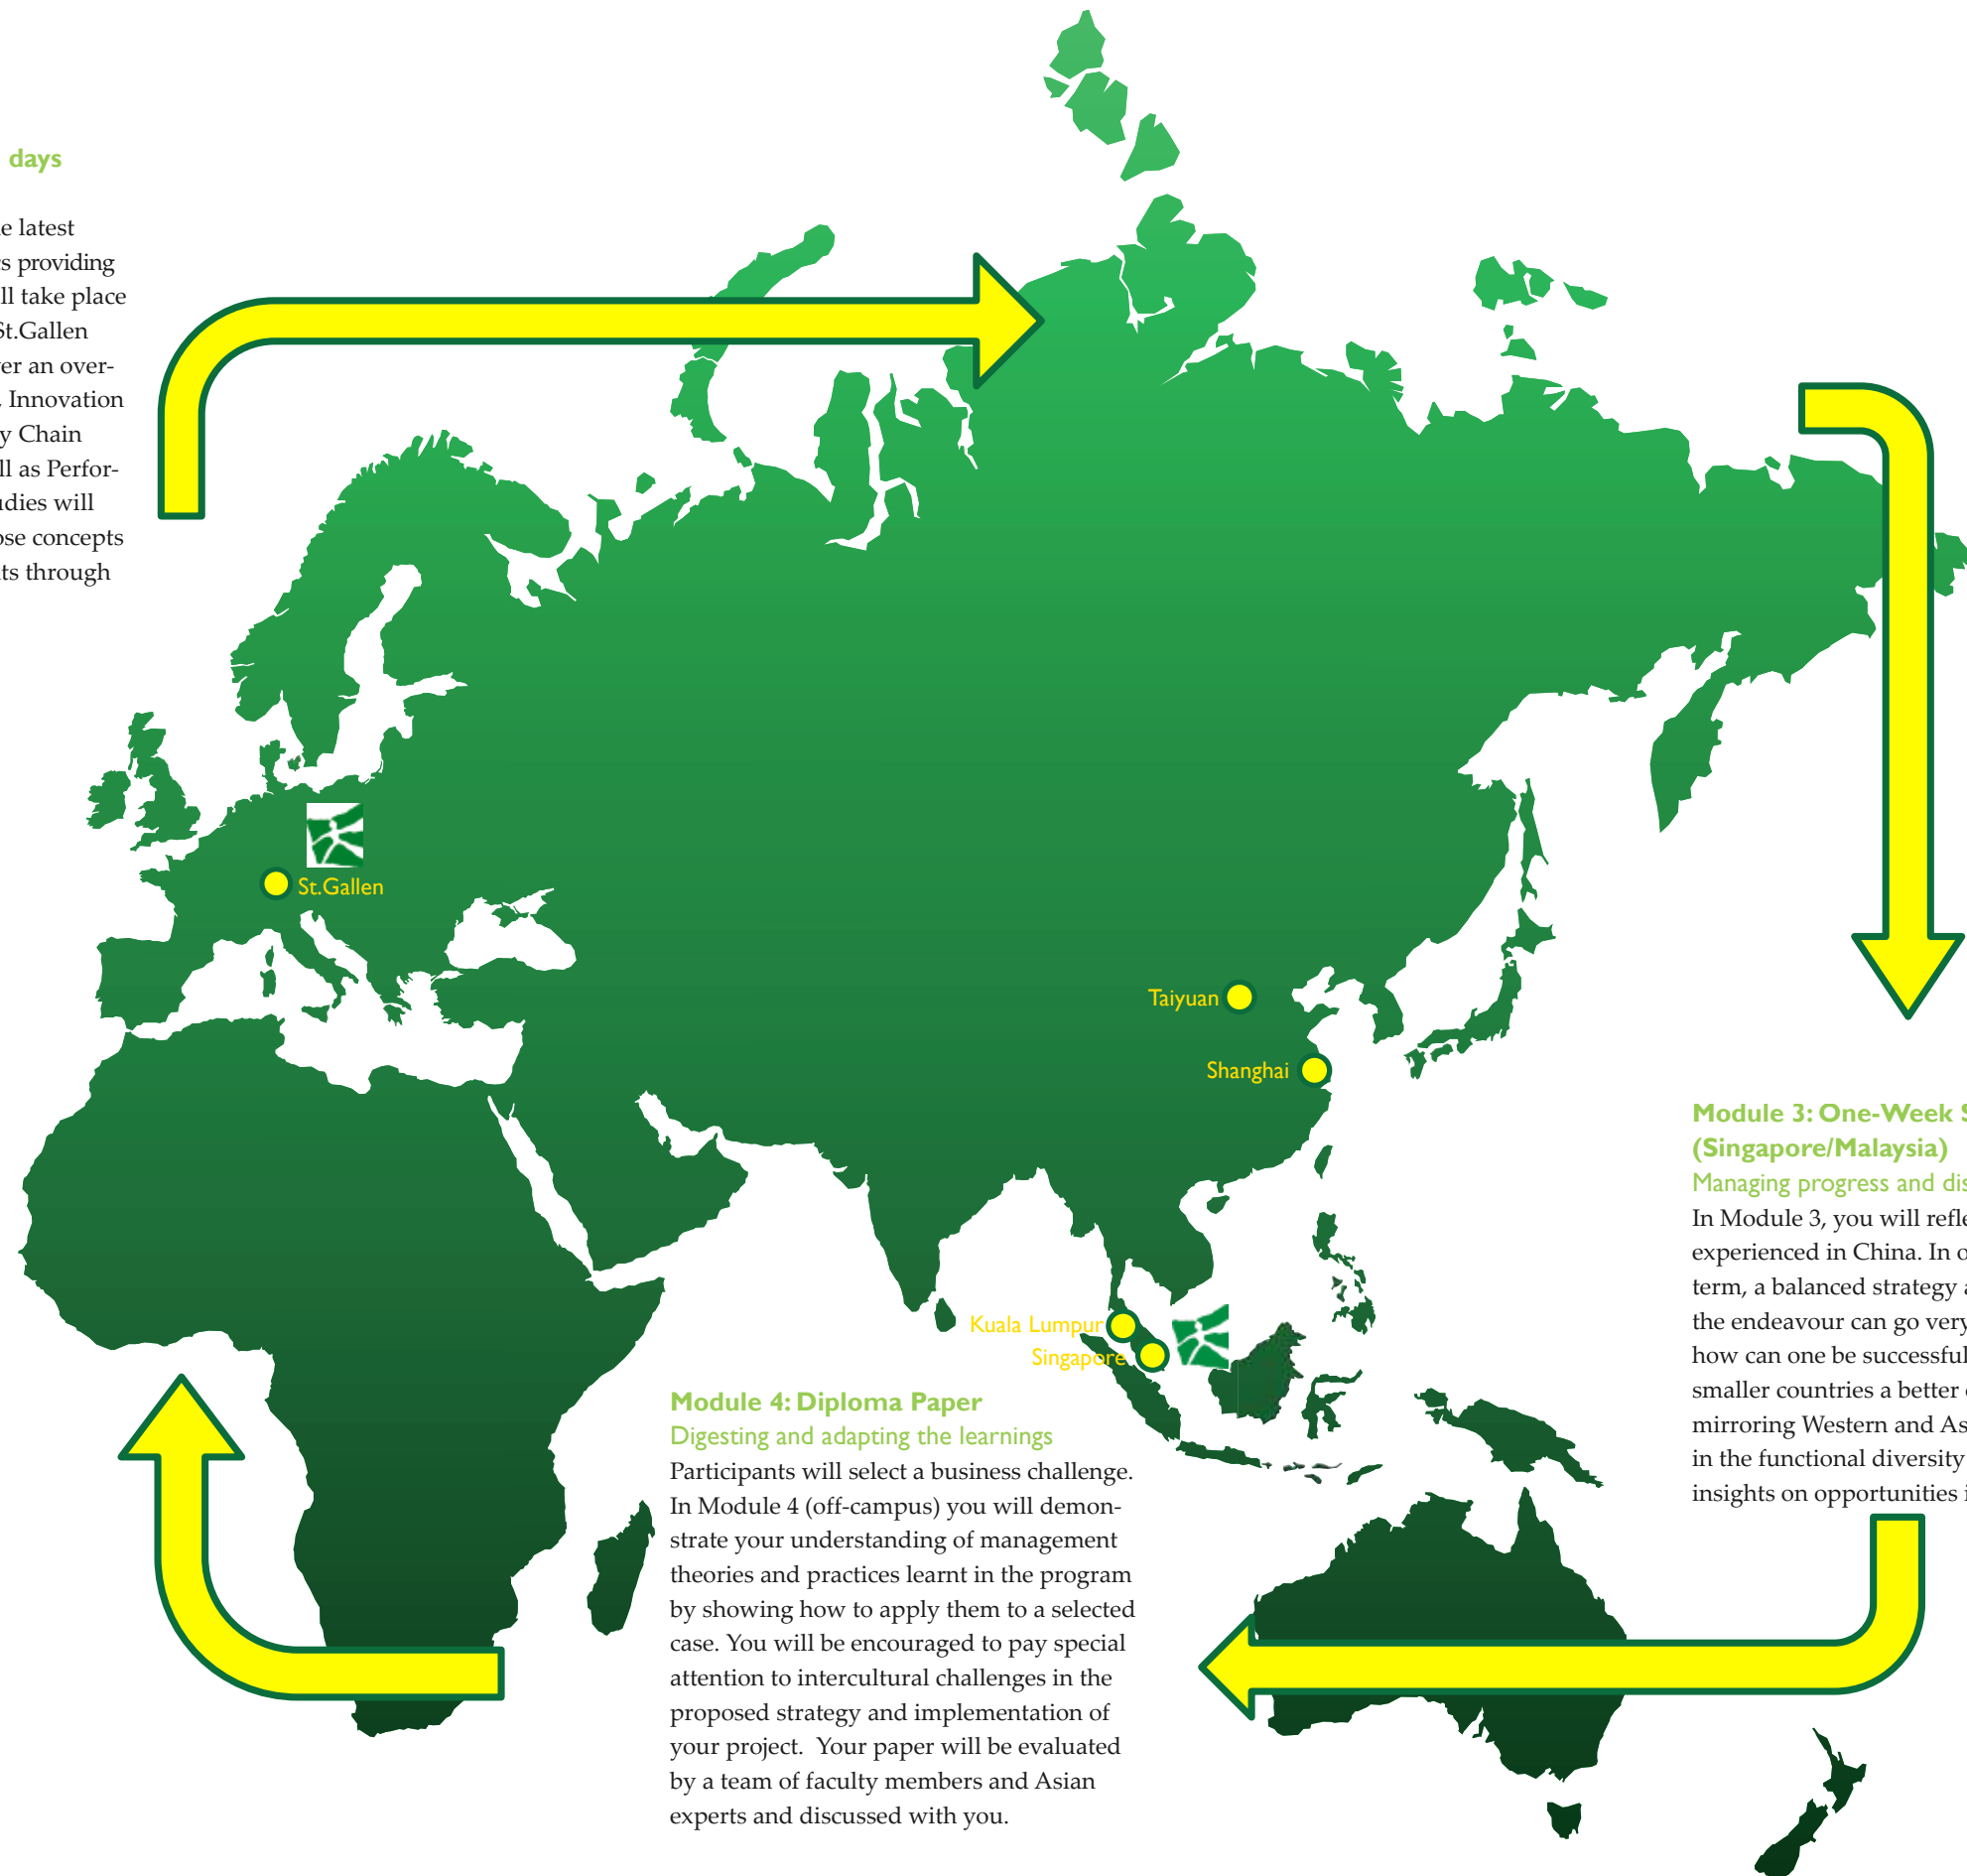 days
e latest
s providing
ll take place
St.Gallen
er an over-
, Innovation
y Chain
ll as Perfor-
udies will
ose concepts
ts through
St.Gallen
Taiyuan
Shanghai
Kuala Lumpur
Singapore
Module 3: One-Week S
(Singapore/Malaysia)
Managing progress and dis
In Module 3, you will refle
experienced in China. In o
term, a balanced strategy a
the endeavour can go very
how can one be successful
smaller countries a better
mirroring Western and As
in the functional diversity
insights on opportunities i
Module 4: Diploma Paper
Digesting and adapting the learnings
Participants will select a business challenge.
In Module 4 (off-campus) you will demon-
strate your understanding of management
theories and practices learnt in the program
by showing how to apply them to a selected
case. You will be encouraged to pay special
attention to intercultural challenges in the
proposed strategy and implementation of
your project.  Your paper will be evaluated
by a team of faculty members and Asian
experts and discussed with you.